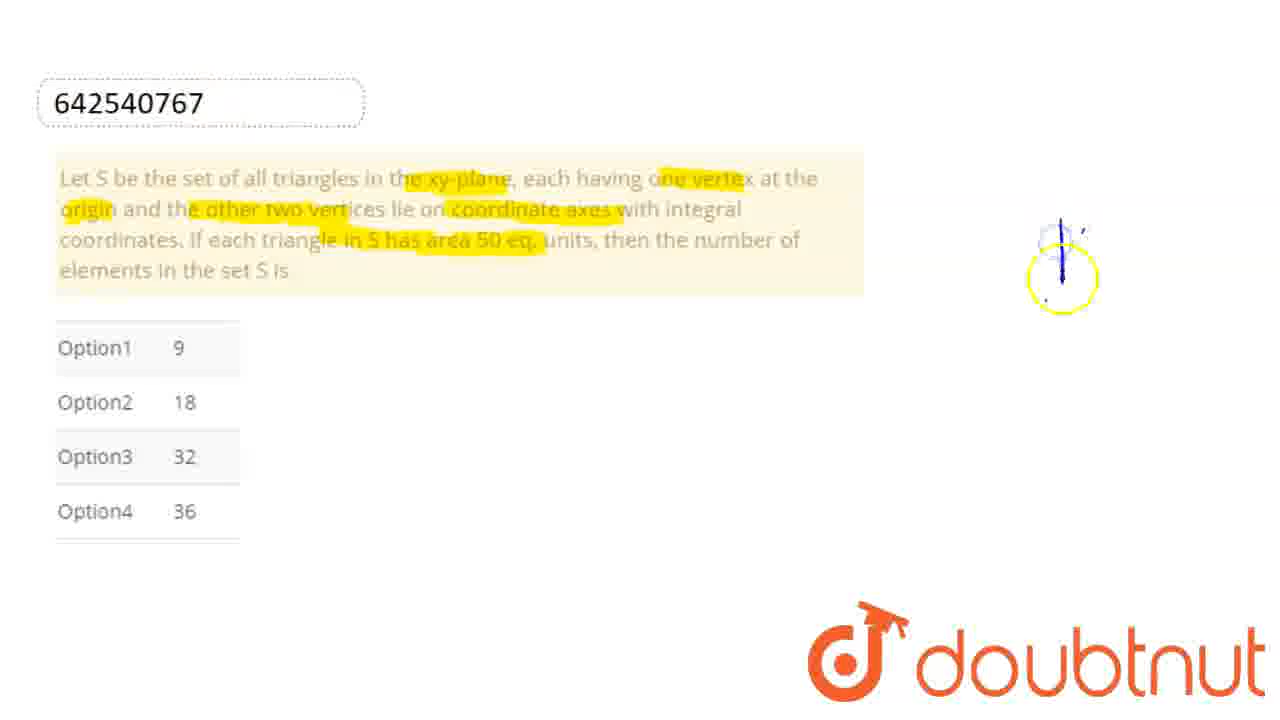 642540767
Let S be the set of all triangles in the xy-plane, each having one vertex at the
origin and the other two vertices lie on coordinate axes with integral
coordinates. If each triangle in S has area 50 eq. units, then the number of
elements in the set S is
Option1 9
Option2 18
Option3 32
Option4 36
doubtnut